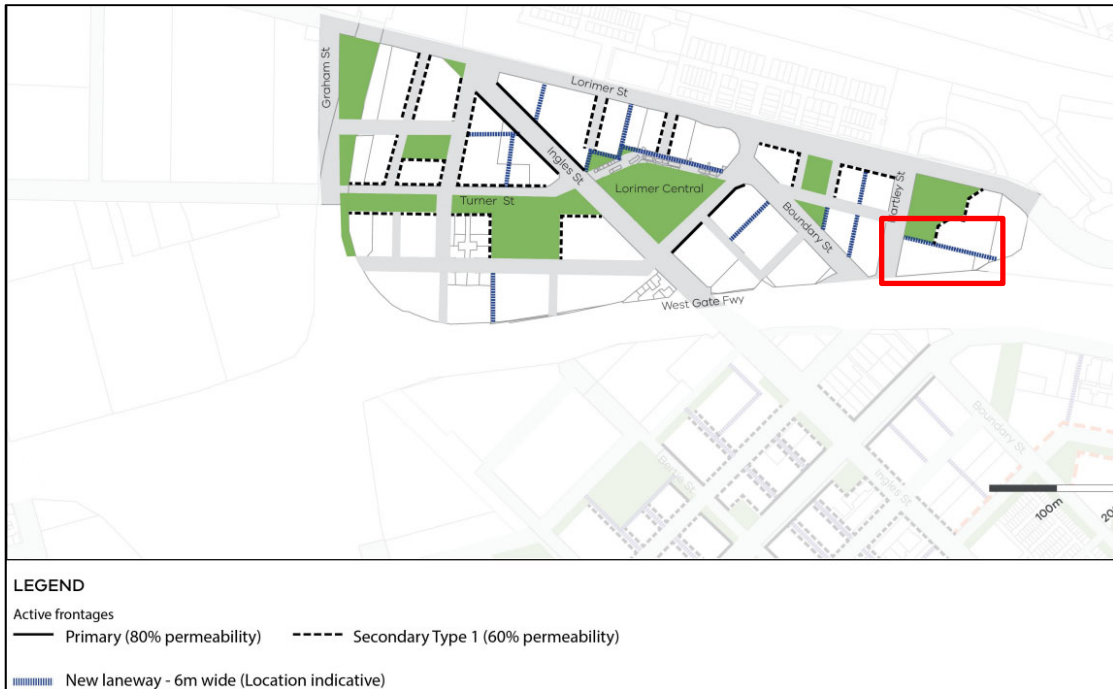 Graham St
Lorimer St
Ingles St
Lorimer Central
Turner St
Boundary St
artley St
West Gate Fwy
Boundary St
Ingles St
100m
LEGEND
Active frontages
Primary (80% permeability)
Secondary Type 1 (60% permeability)
New laneway - 6m wide (Location indicative)